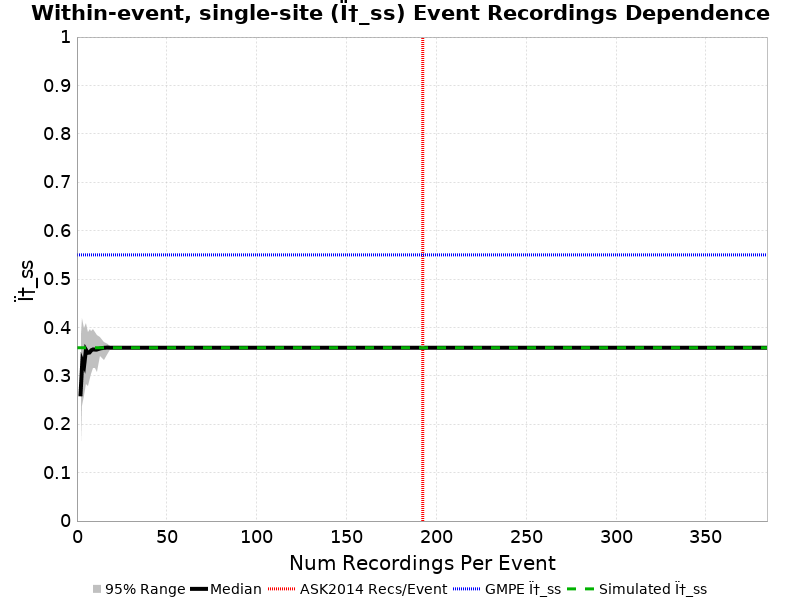 Within-event, single-site (Ï†_ss) Event Recordings Dependence
1
0.9
0.8
0.7
0.6
0.5
0.4
0.3
0.2
0.1
0
Ï†_ss
0 50 100 150 200 250 300 350
Num Recordings Per Event
95% Range Median ASK2014 Recs/Event GMPE Ï†_ss Simulated Ï†_ss